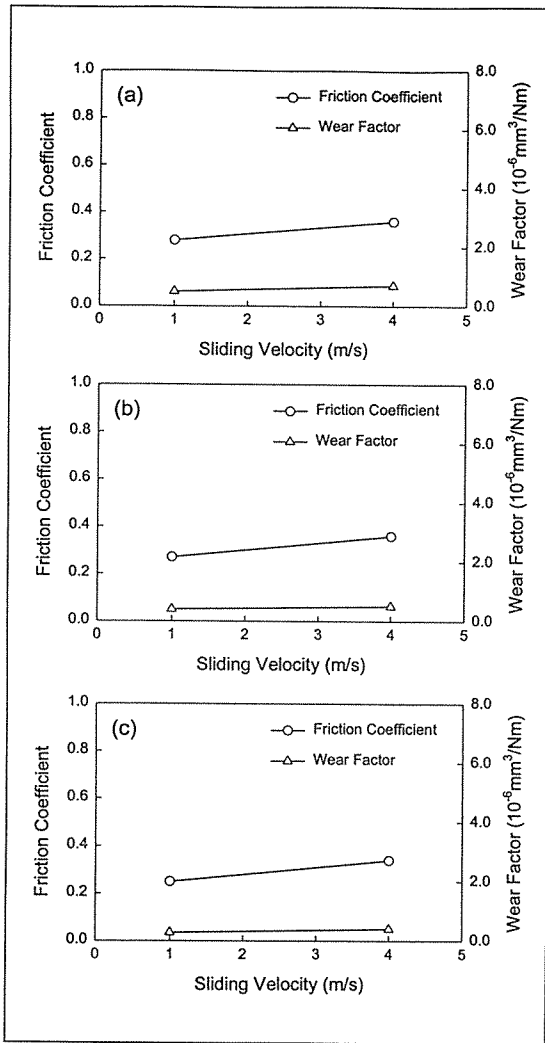 (a)
Friction Coefficient
Wear Factor
1.0
0.8
0.6
0.4
0.2
0.0
8.0
6.0
4.0
2.0
0.0
0 1 2 3 4 5
Friction Coefficient
Wear Factor (10⁻⁶mm³/Nm)
Sliding Velocity (m/s)
(b)
Friction Coefficient
Wear Factor
1.0
0.8
0.6
0.4
0.2
0.0
8.0
6.0
4.0
2.0
0.0
0 1 2 3 4 5
Friction Coefficient
Wear Factor (10⁻⁶mm³/Nm)
Sliding Velocity (m/s)
(c)
Friction Coefficient
Wear Factor
1.0
0.8
0.6
0.4
0.2
0.0
8.0
6.0
4.0
2.0
0.0
0 1 2 3 4 5
Friction Coefficient
Wear Factor (10⁻⁶mm³/Nm)
Sliding Velocity (m/s)